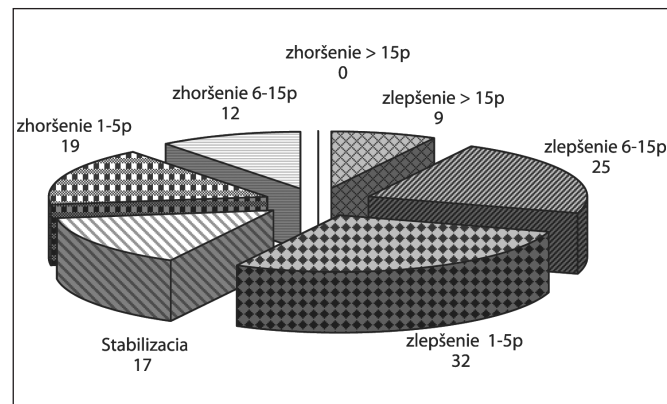 zhoršenie > 15p
0
zhoršenie 6-15p
12
zlepšenie > 15p
9
zhoršenie 1-5p
19
zlepšenie 6-15p
25
Stabilizacia
17
zlepšenie 1-5p
32